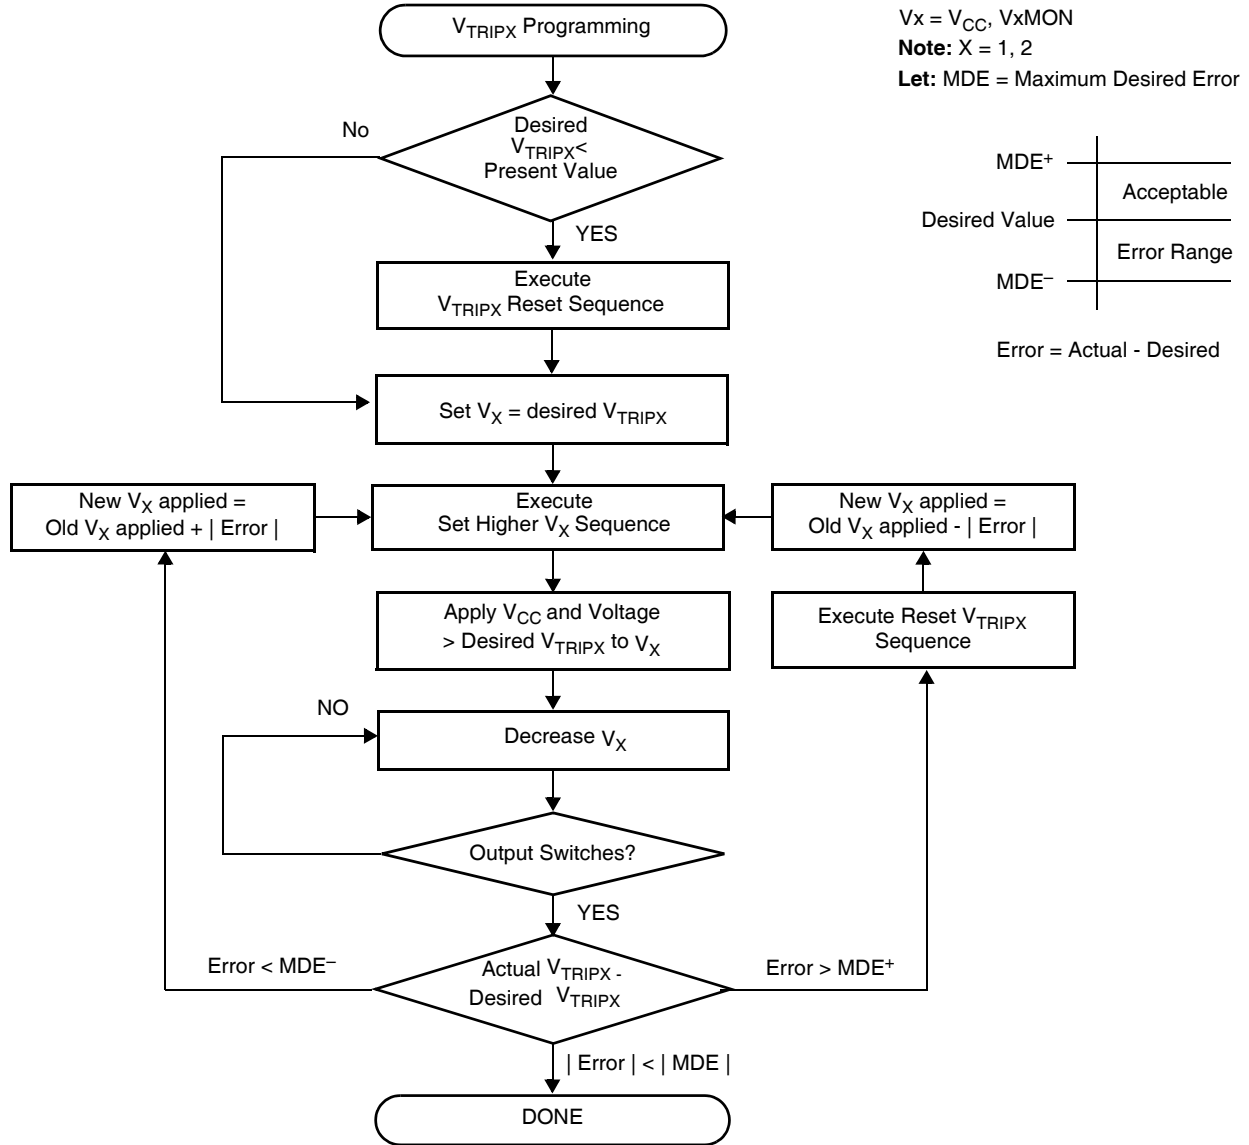 V_TRIPX Programming
Vx = V_CC, VxMON
Note: X = 1, 2
Let: MDE = Maximum Desired Error
No
Desired
V_TRIPX<
Present Value
MDE⁺
Acceptable
Desired Value
Error Range
MDE⁻
Error = Actual - Desired
YES
Execute
V_TRIPX Reset Sequence
Set V_X = desired V_TRIPX
New V_X applied =
Old V_X applied + | Error |
Execute
Set Higher V_X Sequence
New V_X applied =
Old V_X applied - | Error |
Apply V_CC and Voltage
> Desired V_TRIPX to V_X
Execute Reset V_TRIPX
Sequence
NO
Decrease V_X
Output Switches?
YES
Error < MDE⁻
Actual V_TRIPX -
Desired V_TRIPX
Error > MDE⁺
| Error | < | MDE |
DONE